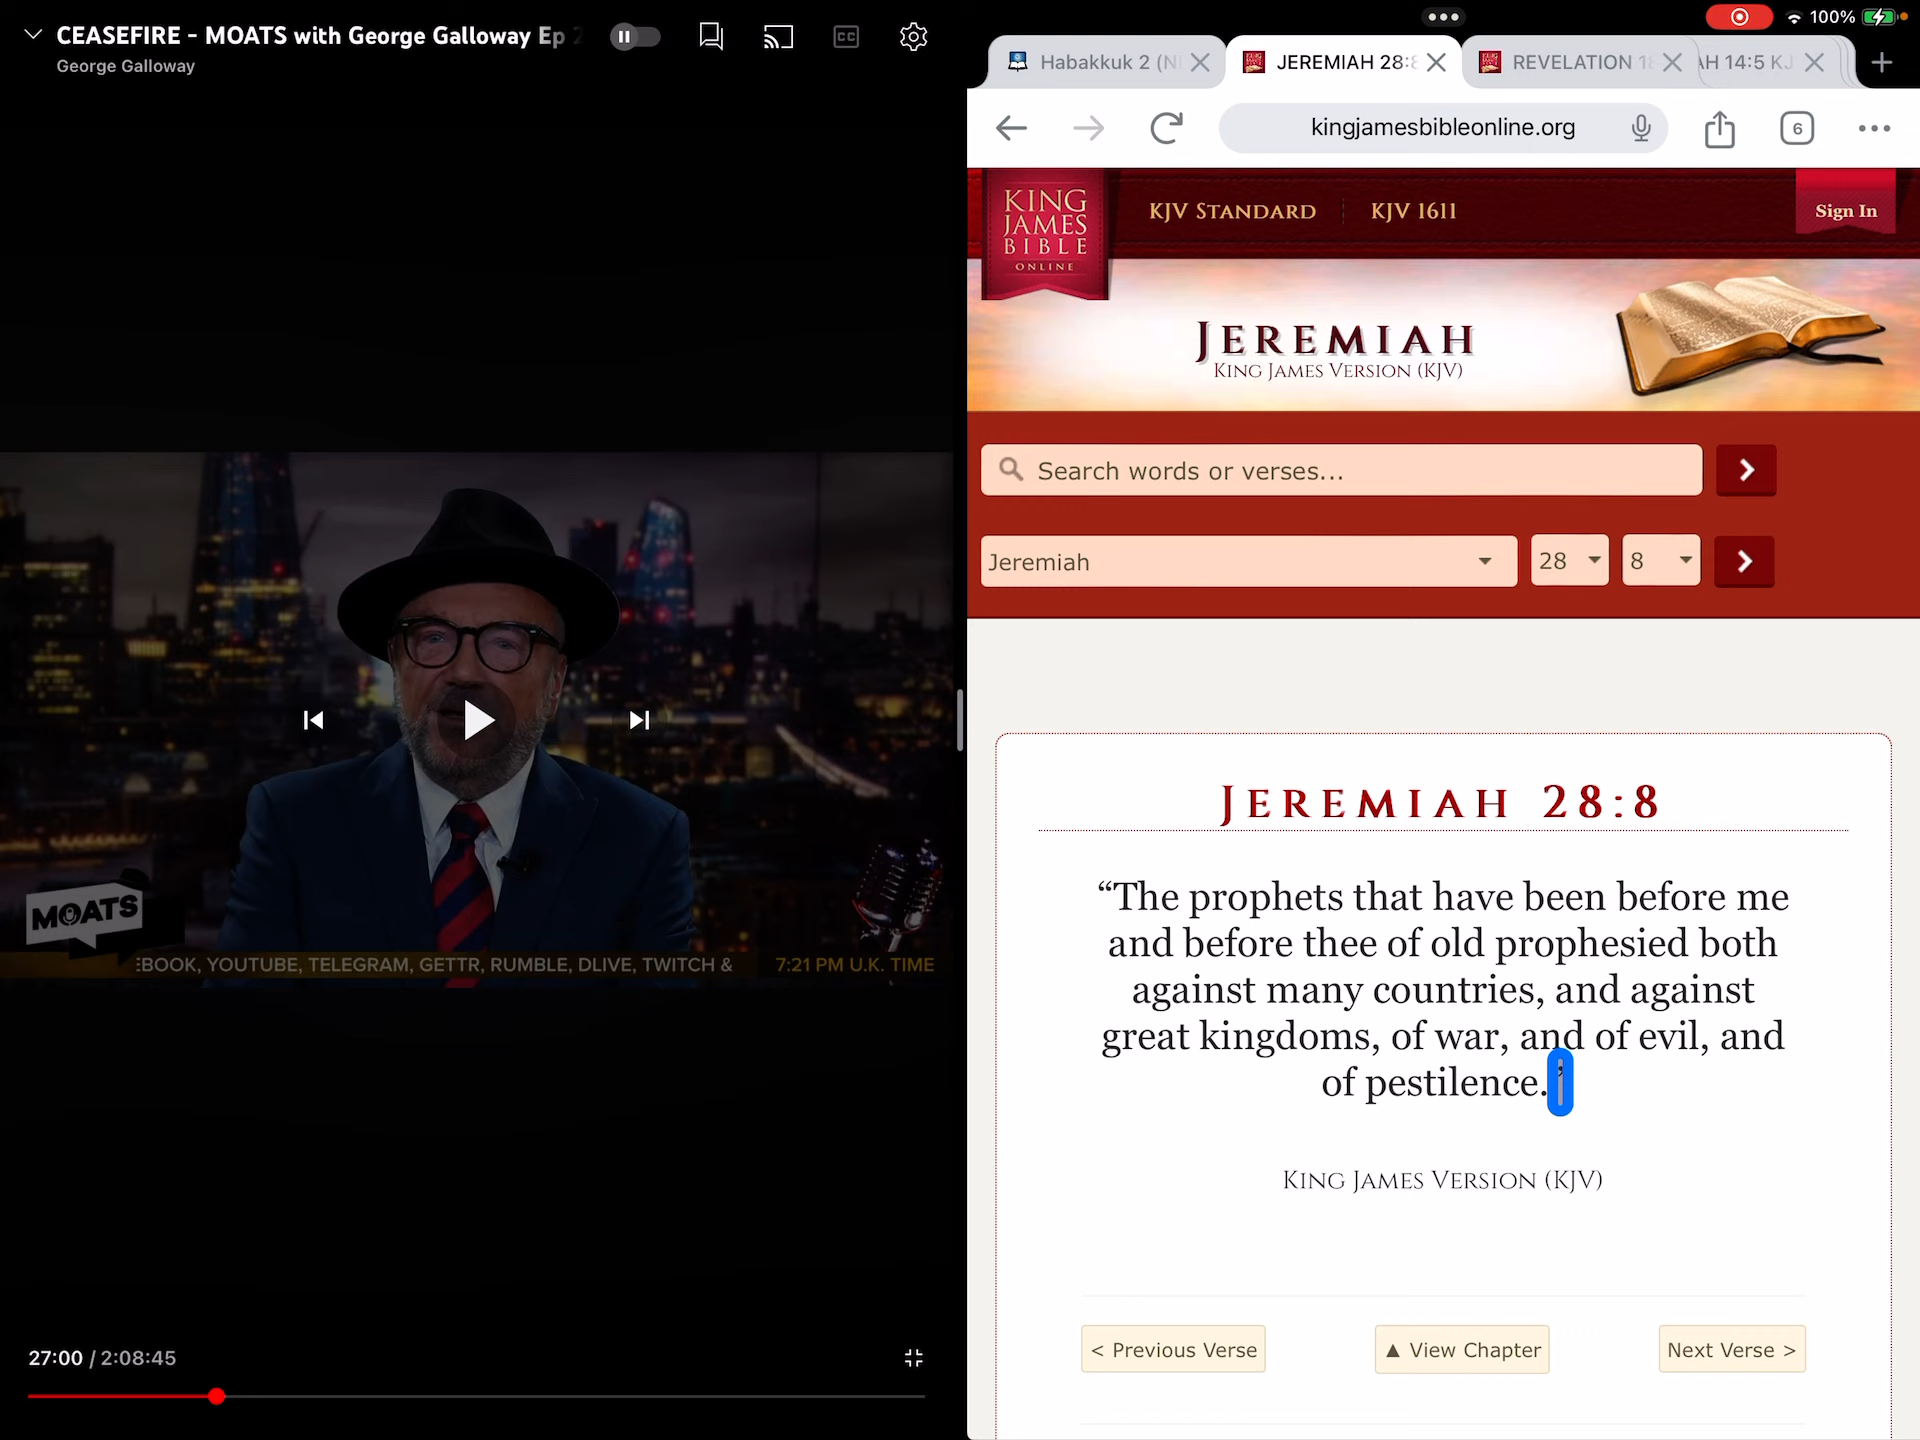 CEASEFIRE - MOATS with George Galloway Ep
George Galloway
CC
MOATS
:BOOK, YOUTUBE, TELEGRAM, GETTR, RUMBLE, DLIVE, TWITCH &
7:21 PM U.K. TIME
27:00 / 2:08:45
100%
Habakkuk 2 (NI
JEREMIAH 28:8
REVELATION 18
AH 14:5 KJ
kingjamesbibleonline.org
6
KING
JAMES
BIBLE
ONLINE
KJV STANDARD
KJV 1611
Sign In
JEREMIAH
KING JAMES VERSION (KJV)
Search words or verses...
Jeremiah
28
8
JEREMIAH 28:8
“The prophets that have been before me
and before thee of old prophesied both
against many countries, and against
great kingdoms, of war, and of evil, and
of pestilence.
KING JAMES VERSION (KJV)
< Previous Verse
▲ View Chapter
Next Verse >